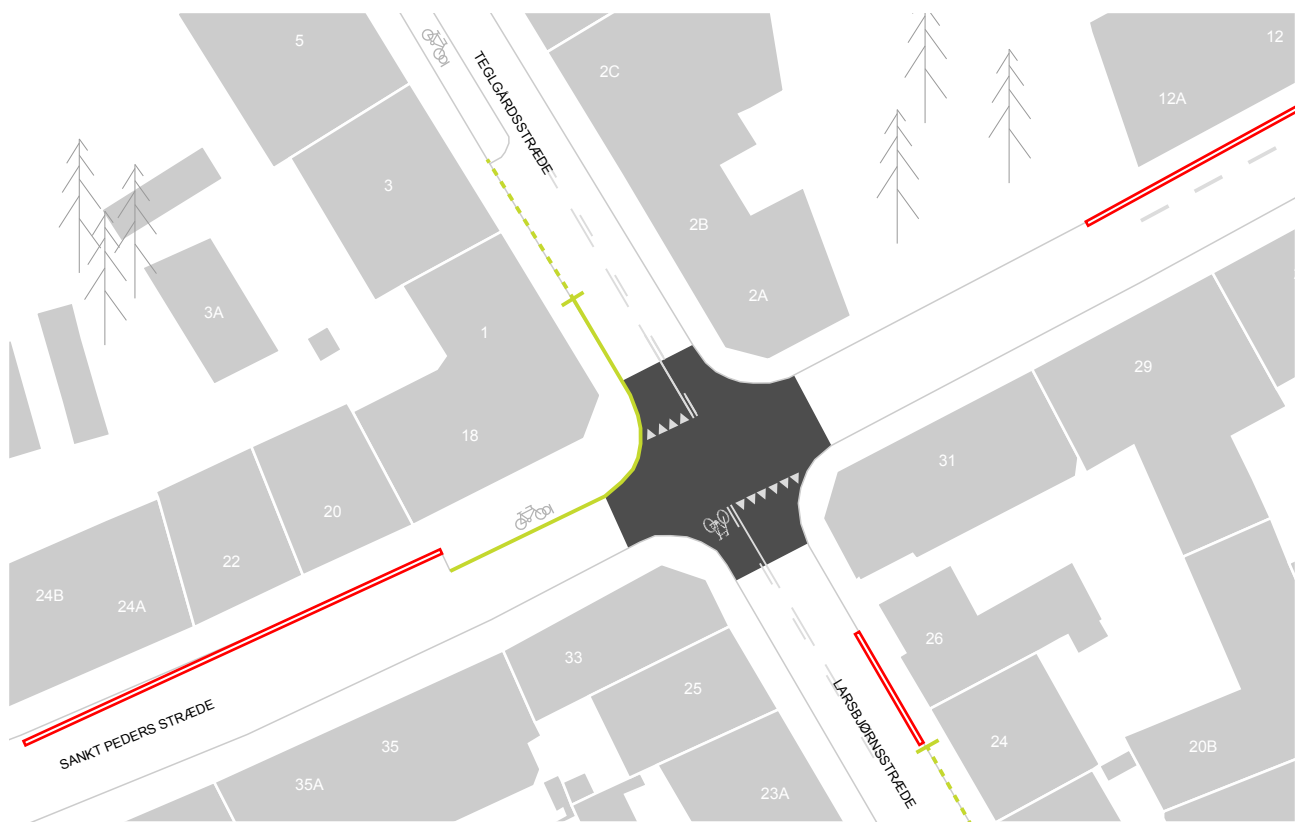 5
12
2C
TEGLGÅRDSSTRÆDE
12A
3
2B
2A
3A
1
29
18
31
20
22
24B
24A
26
33
25
SANKT PEDERS STRÆDE
LARSBJØRNSSTRÆDE
24
35
20B
35A
23A